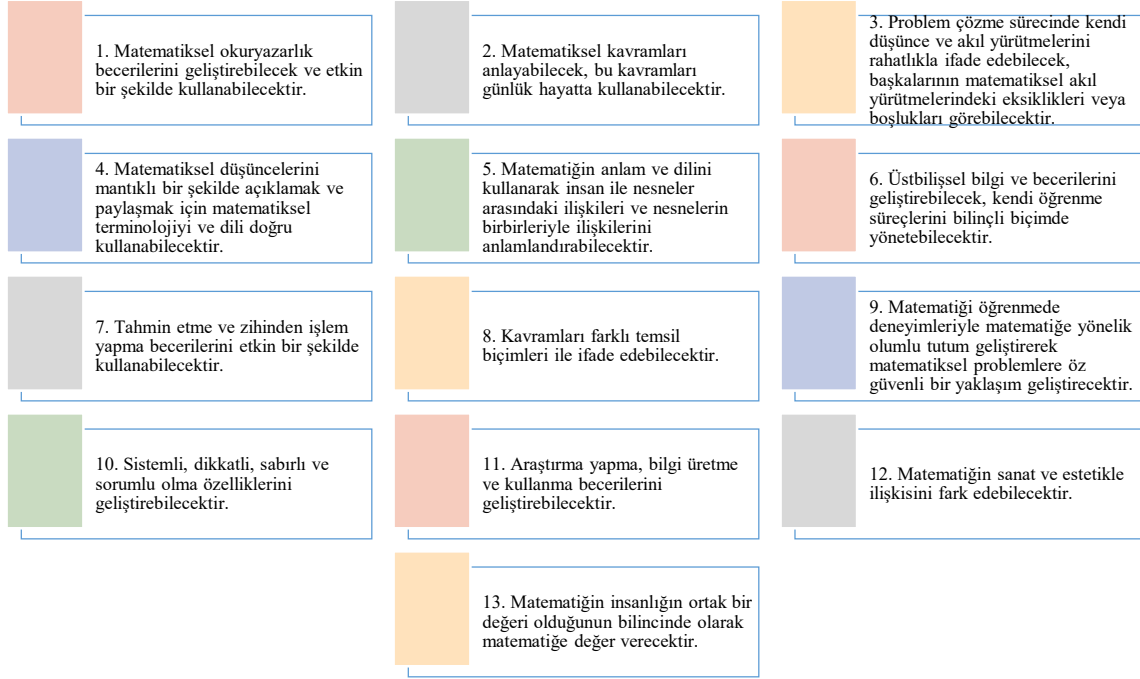 1. Matematiksel okuryazarlık
becerilerini geliştirebilecek ve etkin
bir şekilde kullanabilecektir.
2. Matematiksel kavramları
anlayabilecek, bu kavramları
günlük hayatta kullanabilecektir.
3. Problem çözme sürecinde kendi
düşünce ve akıl yürütmelerini
rahatlıkla ifade edebilecek,
başkalarının matematiksel akıl
yürütmelerindeki eksiklikleri veya
boşlukları görebilecektir.
4. Matematiksel düşüncelerini
mantıklı bir şekilde açıklamak ve
paylaşmak için matematiksel
terminolojiyi ve dili doğru
kullanabilecektir.
5. Matematiğin anlam ve dilini
kullanarak insan ile nesneler
arasındaki ilişkileri ve nesnelerin
birbirleriyle ilişkilerini
anlamlandırabilecektir.
6. Üstbilişsel bilgi ve becerilerini
geliştirebilecek, kendi öğrenme
süreçlerini bilinçli biçimde
yönetebilecektir.
7. Tahmin etme ve zihinden işlem
yapma becerilerini etkin bir şekilde
kullanabilecektir.
8. Kavramları farklı temsil
biçimleri ile ifade edebilecektir.
9. Matematiği öğrenmede
deneyimleriyle matematiğe yönelik
olumlu tutum geliştirerek
matematiksel problemlere öz
güvenli bir yaklaşım geliştirecektir.
10. Sistemli, dikkatli, sabırlı ve
sorumlu olma özelliklerini
geliştirebilecektir.
11. Araştırma yapma, bilgi üretme
ve kullanma becerilerini
geliştirebilecektir.
12. Matematiğin sanat ve estetikle
ilişkisini fark edebilecektir.
13. Matematiğin insanlığın ortak bir
değeri olduğunun bilincinde olarak
matematiğe değer verecektir.